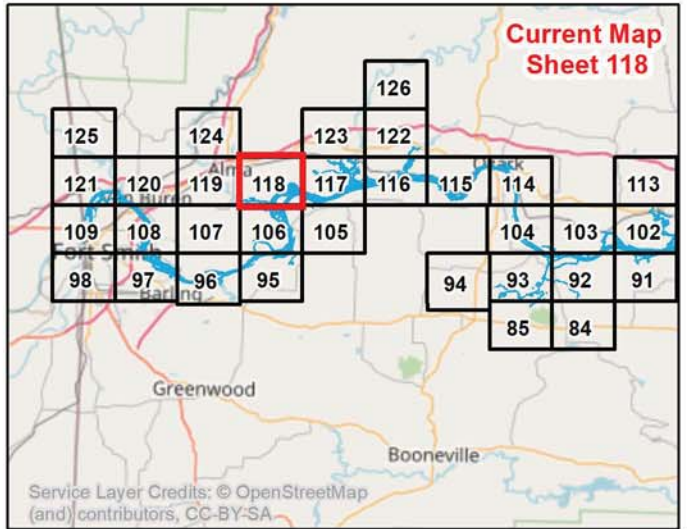 Current Map
Sheet 118
126
125 124 123 122
Alma Ozark
121 120 119 118 117 116 115 114 113
Van Buren
109 108 107 106 105 104 103 102
Fort Smith
98 97 96 95 94 93 92 91
Barling
85 84
Greenwood
Booneville
Service Layer Credits: © OpenStreetMap
(and) contributors, CC-BY-SA